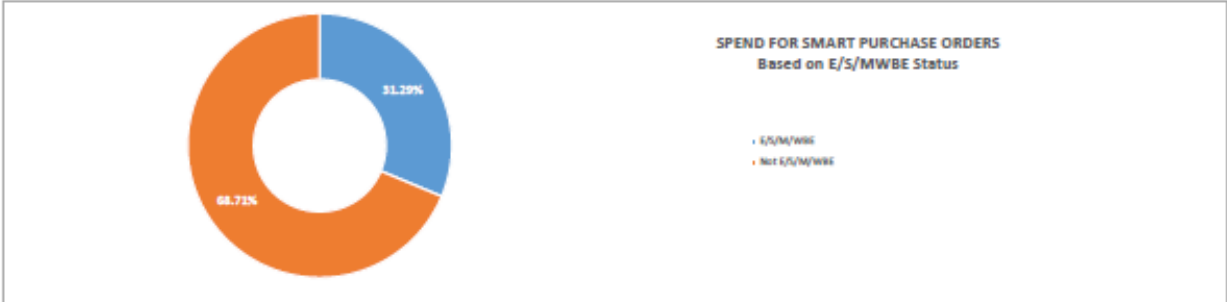 SPEND FOR SMART PURCHASE ORDERS
Based on E/S/MWBE Status
31.29%
E/S/M/WBE
Not E/S/M/WBE
68.71%